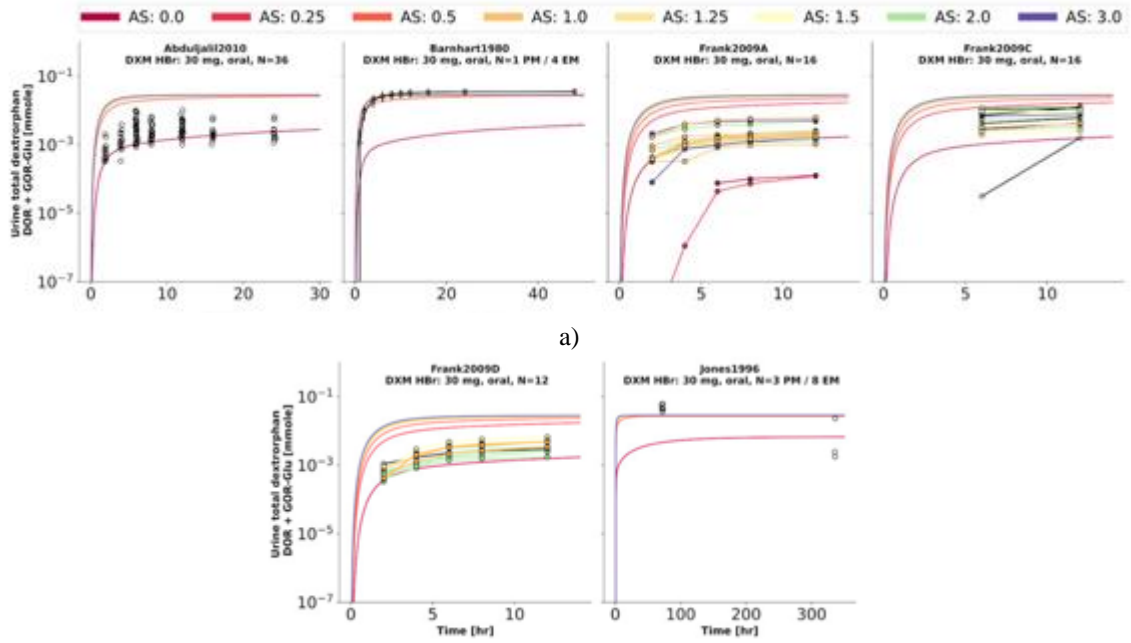 AS: 0.0 AS: 0.25 AS: 0.5 AS: 1.0 AS: 1.25 AS: 1.5 AS: 2.0 AS: 3.0
Abduljalil2010
DXM HBr: 30 mg, oral, N=36
Barnhart1980
DXM HBr: 30 mg, oral, N=1 PM / 4 EM
Frank2009A
DXM HBr: 30 mg, oral, N=16
Frank2009C
DXM HBr: 30 mg, oral, N=16
Urine total dextrorphan
DOR + GOR-Glu [mmole]
10⁻¹
10⁻³
10⁻⁵
10⁻⁷
0 10 20 30
0 20 40
0 5 10
0 5 10
a)
Frank2009D
DXM HBr: 30 mg, oral, N=12
Jones1996
DXM HBr: 30 mg, oral, N=3 PM / 8 EM
Urine total dextrorphan
DOR + GOR-Glu [mmole]
10⁻¹
10⁻³
10⁻⁵
10⁻⁷
0 5 10
Time [hr]
0 100 200 300
Time [hr]